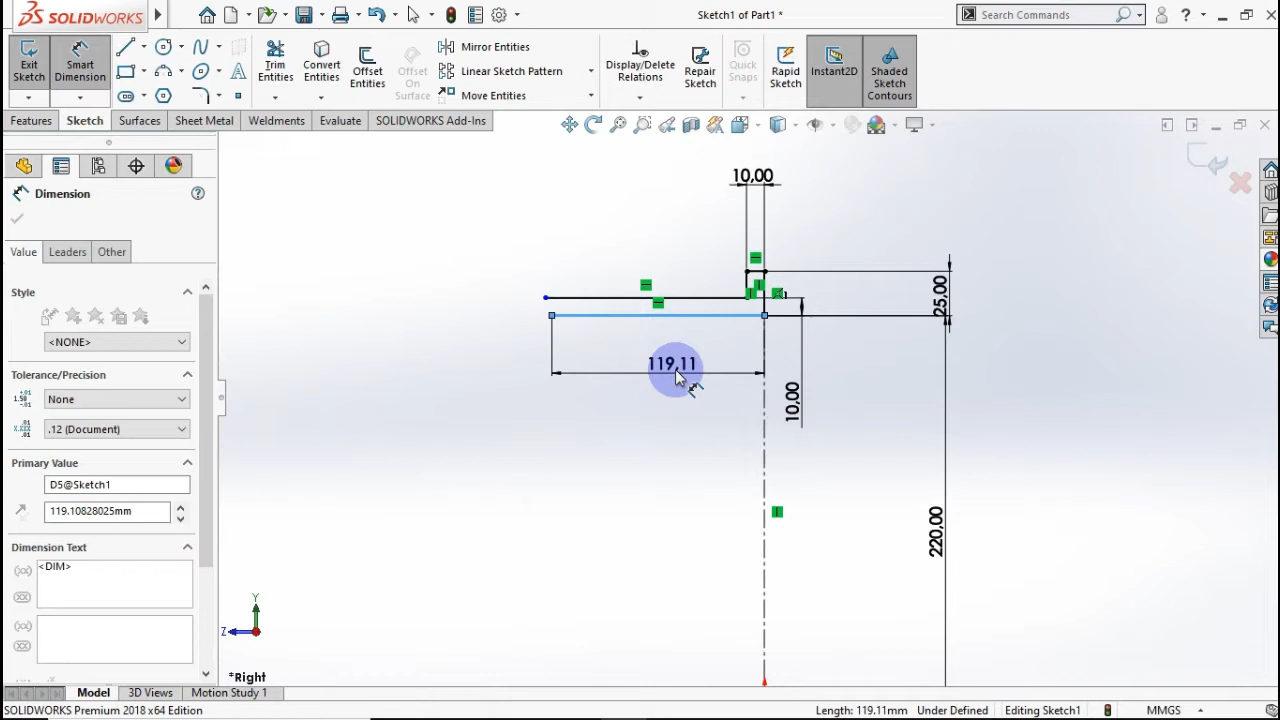 SOLIDWORKS
Sketch1 of Part1 *
Search Commands
Exit Sketch
Smart Dimension
Trim Entities
Convert Entities
Offset Entities
Offset On Surface
Mirror Entities
Linear Sketch Pattern
Move Entities
Display/Delete Relations
Repair Sketch
Quick Snaps
Rapid Sketch
Instant2D
Shaded Sketch Contours
Features
Sketch
Surfaces
Sheet Metal
Weldments
Evaluate
SOLIDWORKS Add-Ins
Dimension
Value
Leaders
Other
Style
<NONE>
Tolerance/Precision
None
.12 (Document)
Primary Value
D5@Sketch1
119.10828025mm
Dimension Text
<DIM>
10,00
25,00
119,11
10,00
220,00
Y
Z
*Right
Model
3D Views
Motion Study 1
SOLIDWORKS Premium 2018 x64 Edition
Length: 119.11mm
Under Defined
Editing Sketch1
MMGS